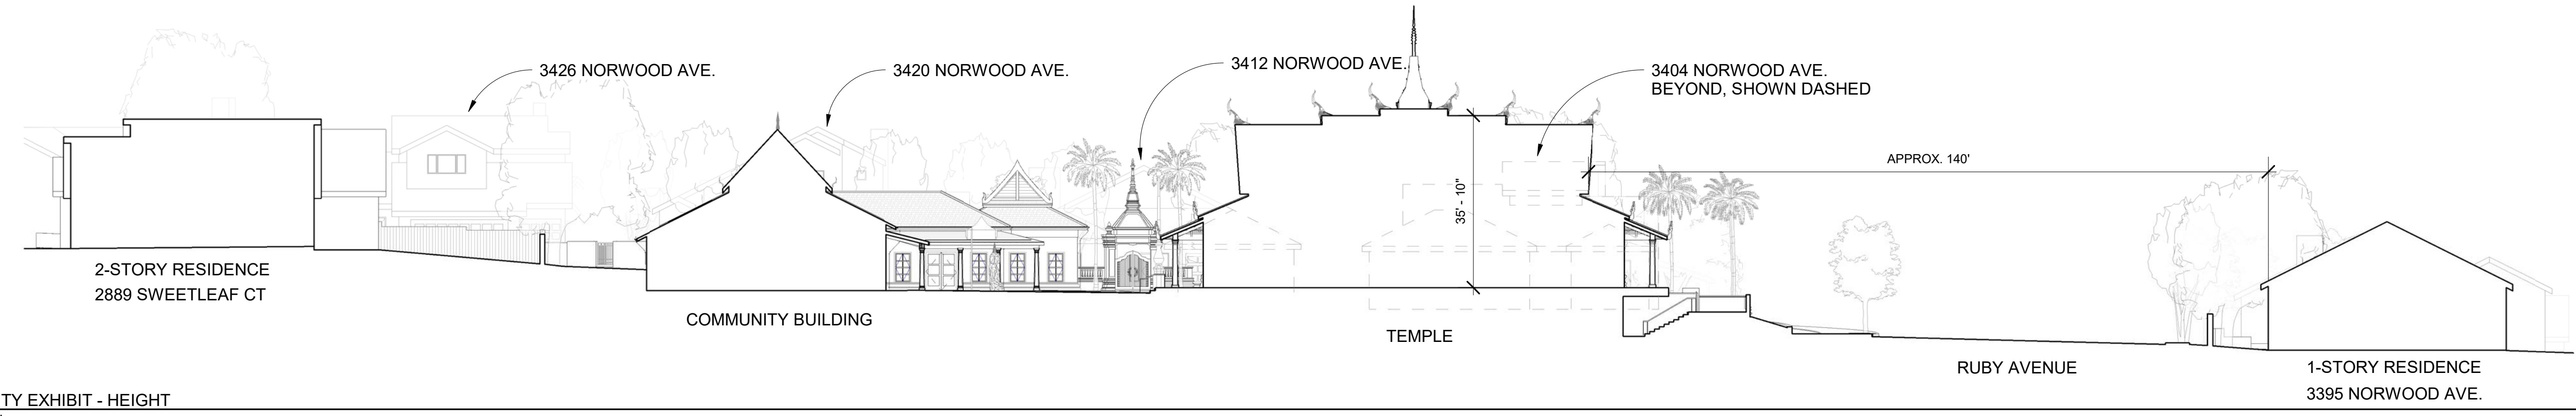 3426 NORWOOD AVE.
3420 NORWOOD AVE.
3412 NORWOOD AVE.
3404 NORWOOD AVE.
BEYOND, SHOWN DASHED
APPROX. 140'
35' - 10"
2-STORY RESIDENCE
2889 SWEETLEAF CT
COMMUNITY BUILDING
TEMPLE
RUBY AVENUE
1-STORY RESIDENCE
3395 NORWOOD AVE.
TY EXHIBIT - HEIGHT